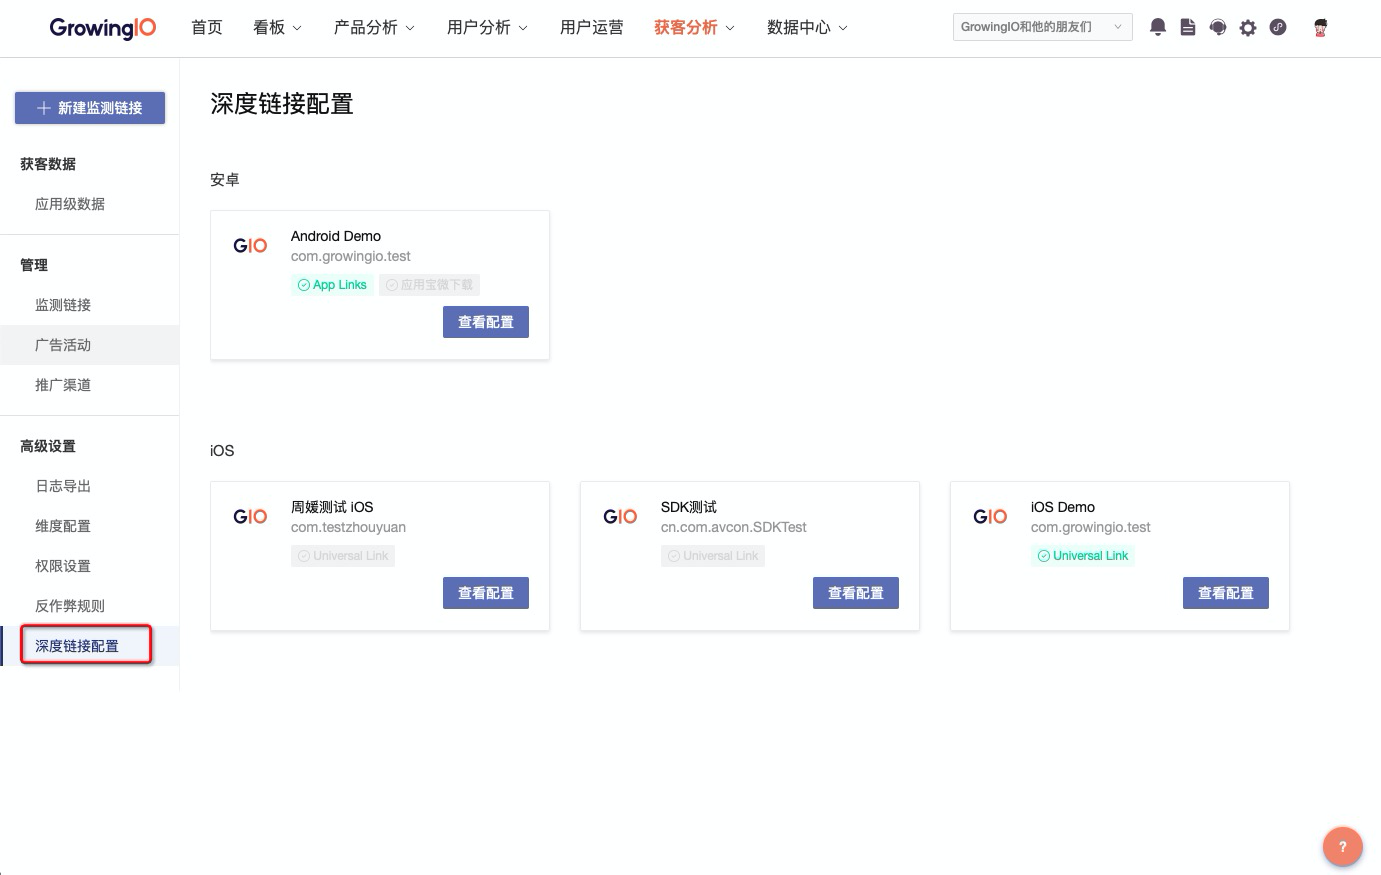 GrowingIO
首页
看板
产品分析
用户分析
用户运营
获客分析
数据中心
GrowingIO和他的朋友们
新建监测链接
获客数据
应用级数据
管理
监测链接
广告活动
推广渠道
高级设置
日志导出
维度配置
权限设置
反作弊规则
深度链接配置
深度链接配置
安卓
GIO
Android Demo
com.growingio.test
App Links
应用宝微下载
查看配置
iOS
GIO
周媛测试 iOS
com.testzhouyuan
Universal Link
查看配置
GIO
SDK测试
cn.com.avcon.SDKTest
Universal Link
查看配置
GIO
iOS Demo
com.growingio.test
Universal Link
查看配置
?